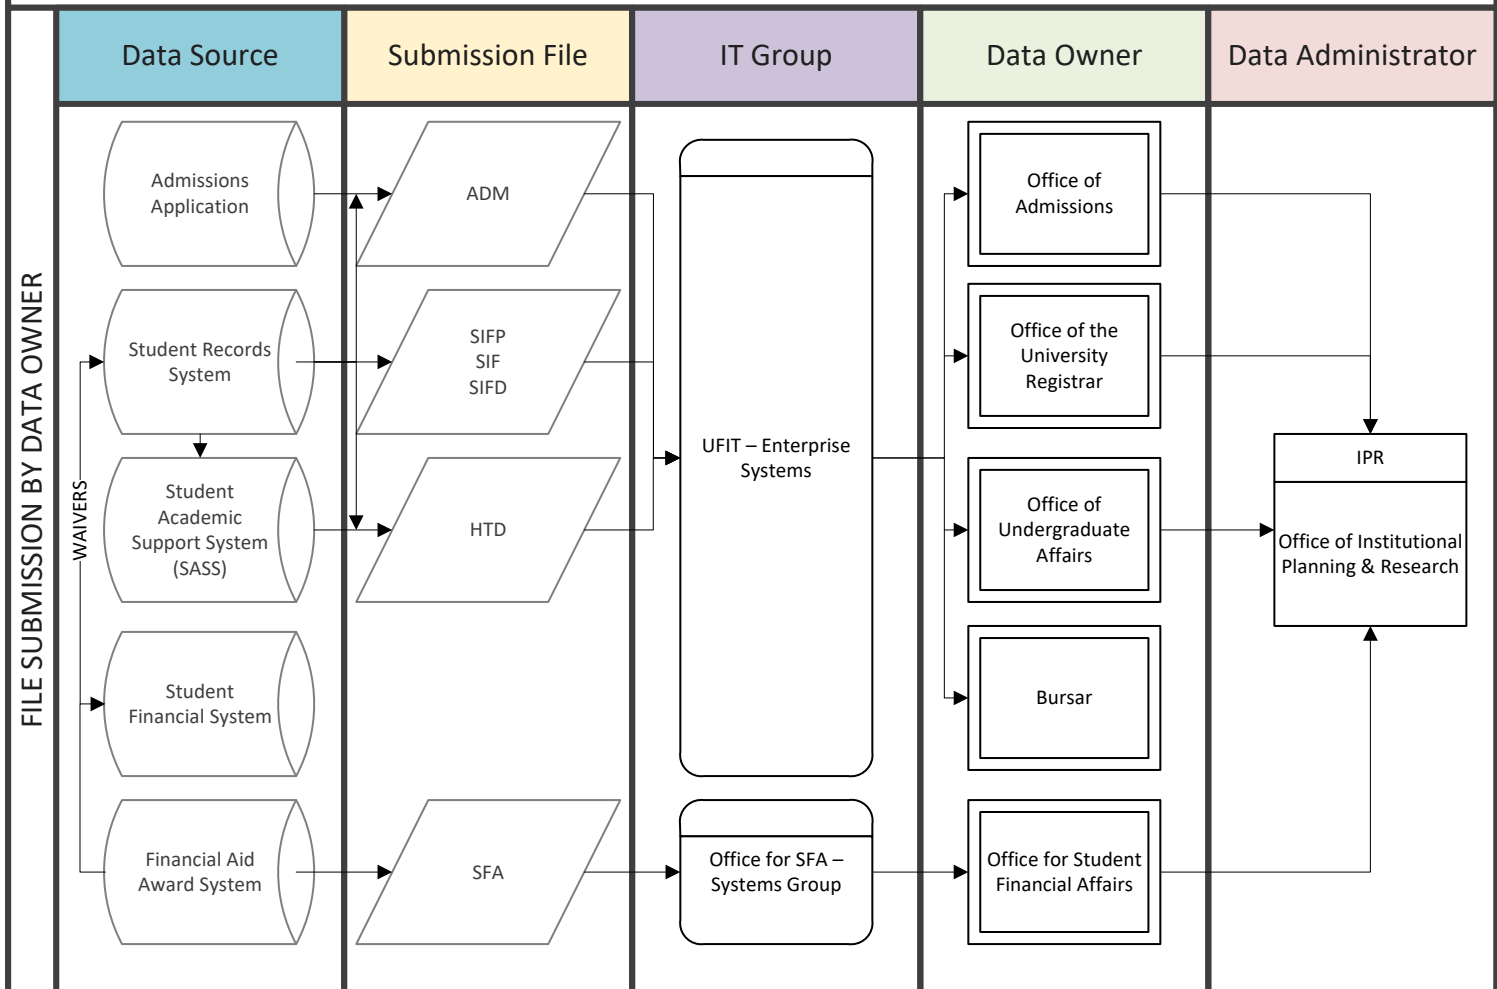 Data Source
Submission File
IT Group
Data Owner
Data Administrator
FILE SUBMISSION BY DATA OWNER
Admissions
Application
ADM
Office of
Admissions
Student Records
System
SIFP
SIF
SIFD
Office of the
University
Registrar
UFIT – Enterprise
Systems
IPR
Office of Institutional
Planning & Research
WAIVERS
Student
Academic
Support System
(SASS)
HTD
Office of
Undergraduate
Affairs
Student
Financial System
Bursar
Financial Aid
Award System
SFA
Office for SFA –
Systems Group
Office for Student
Financial Affairs